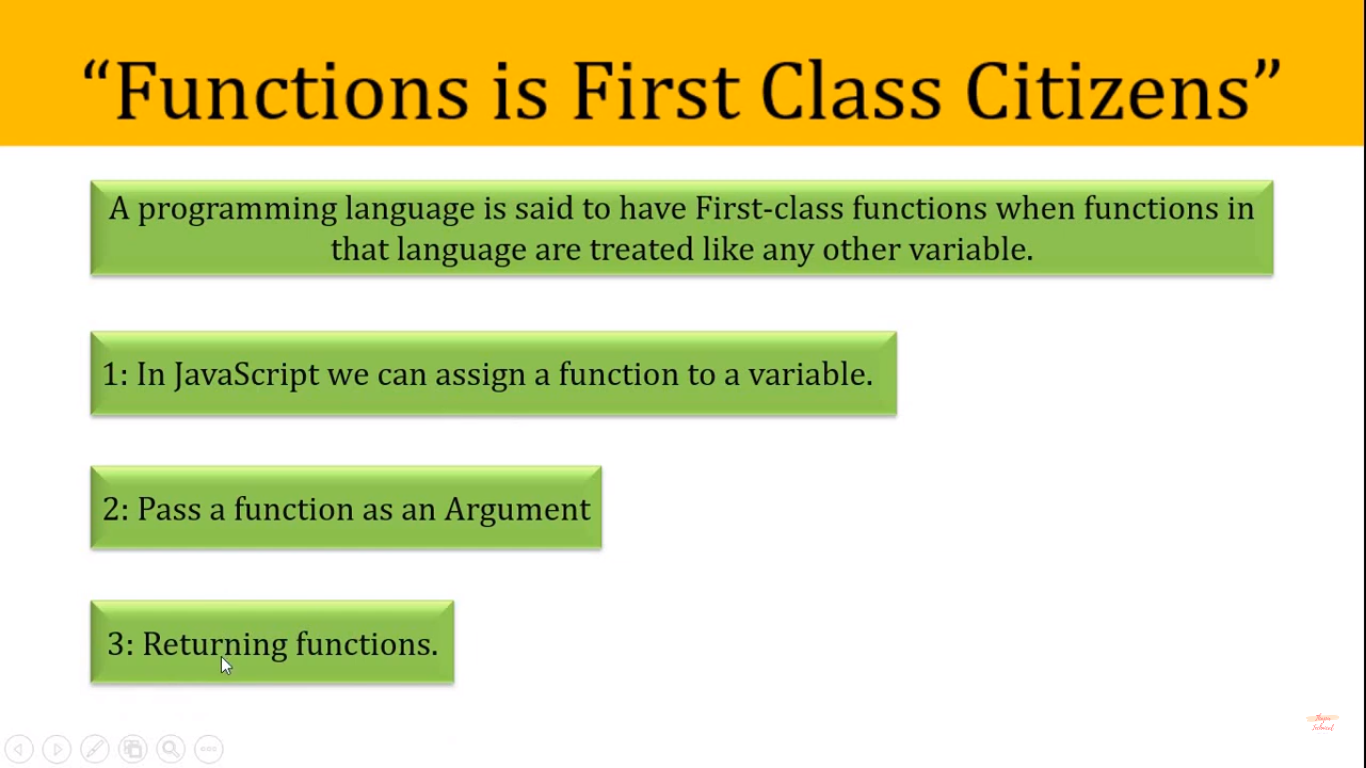 “Functions is First Class Citizens”
A programming language is said to have First-class functions when functions in
that language are treated like any other variable.
1: In JavaScript we can assign a function to a variable.
2: Pass a function as an Argument
3: Returning functions.